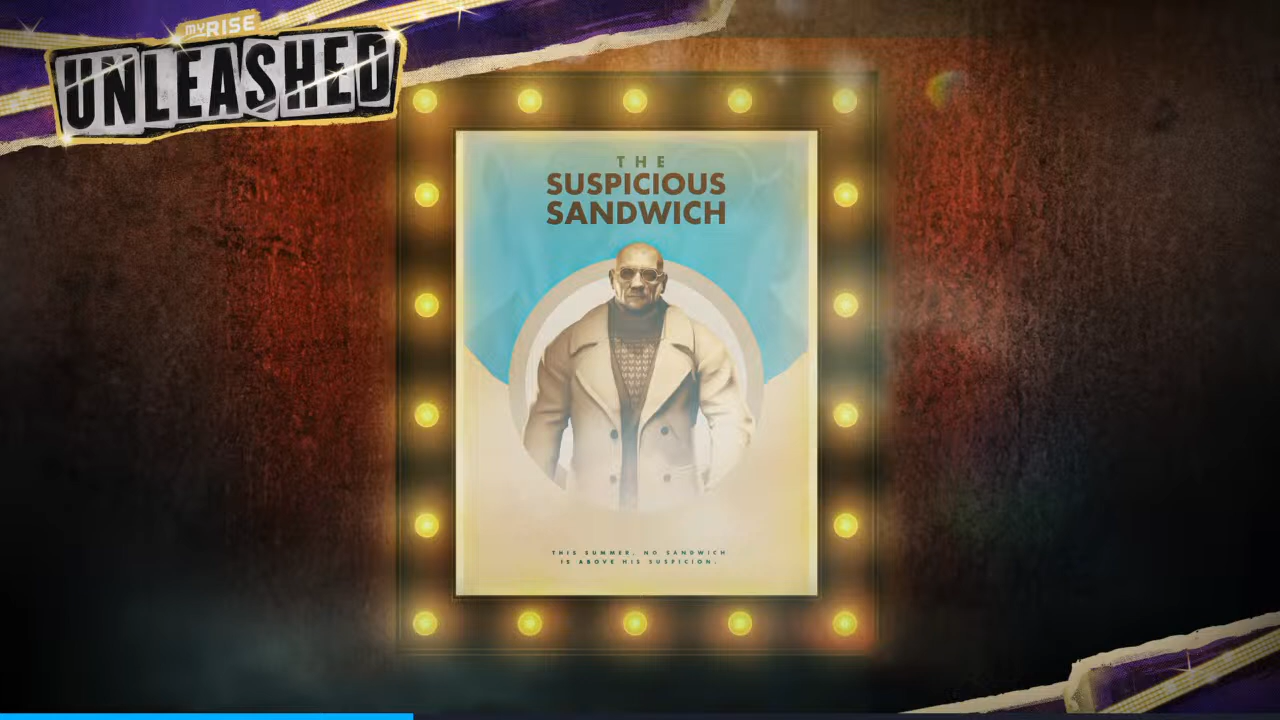 MyRISE
UNLEASHED
THE
SUSPICIOUS
SANDWICH
THIS SUMMER, NO SANDWICH
IS ABOVE HIS SUSPICION.